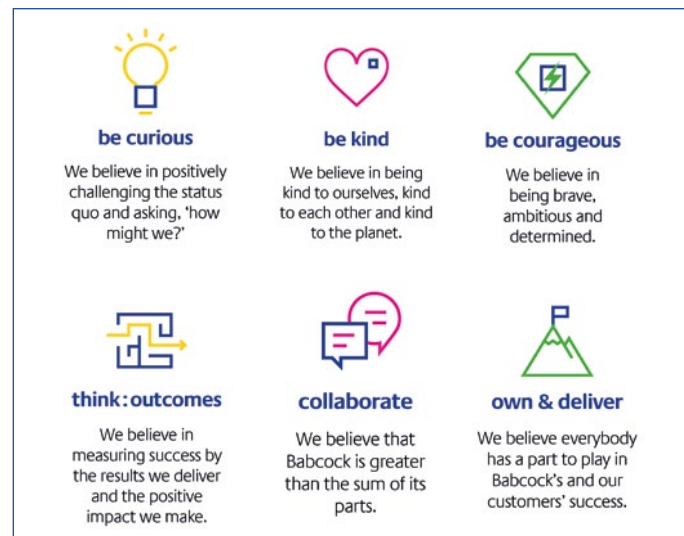 be curious
We believe in positively
challenging the status
quo and asking, ‘how
might we?’
be kind
We believe in being
kind to ourselves, kind
to each other and kind
to the planet.
be courageous
We believe in
being brave,
ambitious and
determined.
think:outcomes
We believe in
measuring success by
the results we deliver
and the positive
impact we make.
collaborate
We believe that
Babcock is greater
than the sum of its
parts.
own & deliver
We believe everybody
has a part to play in
Babcock’s and our
customers’ success.